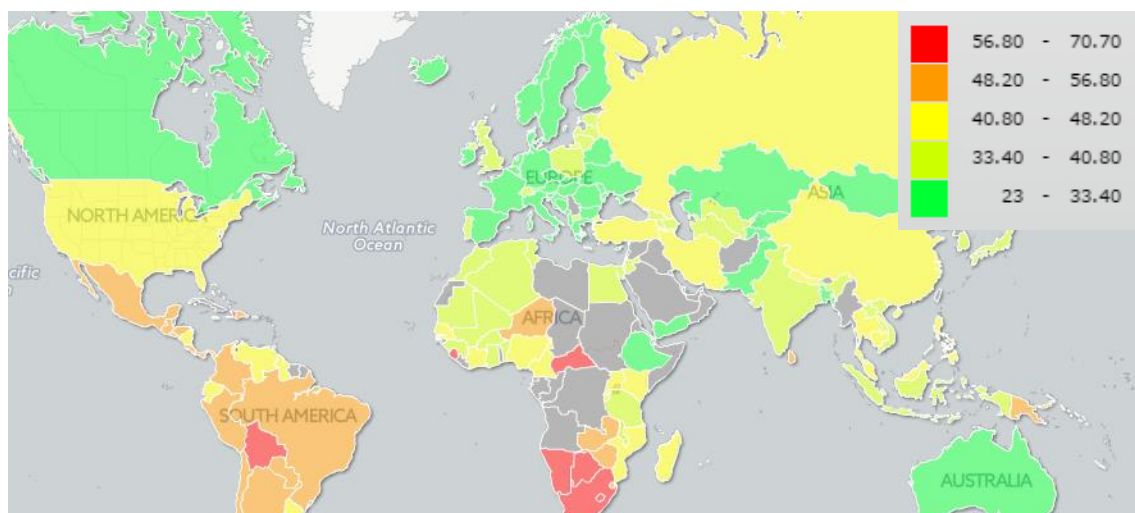 56.80 - 70.70
48.20 - 56.80
40.80 - 48.20
33.40 - 40.80
23 - 33.40
EUROPE
ASIA
NORTH AMERICA
North Atlantic
Ocean
cific
AFRICA
SOUTH AMERICA
AUSTRALIA